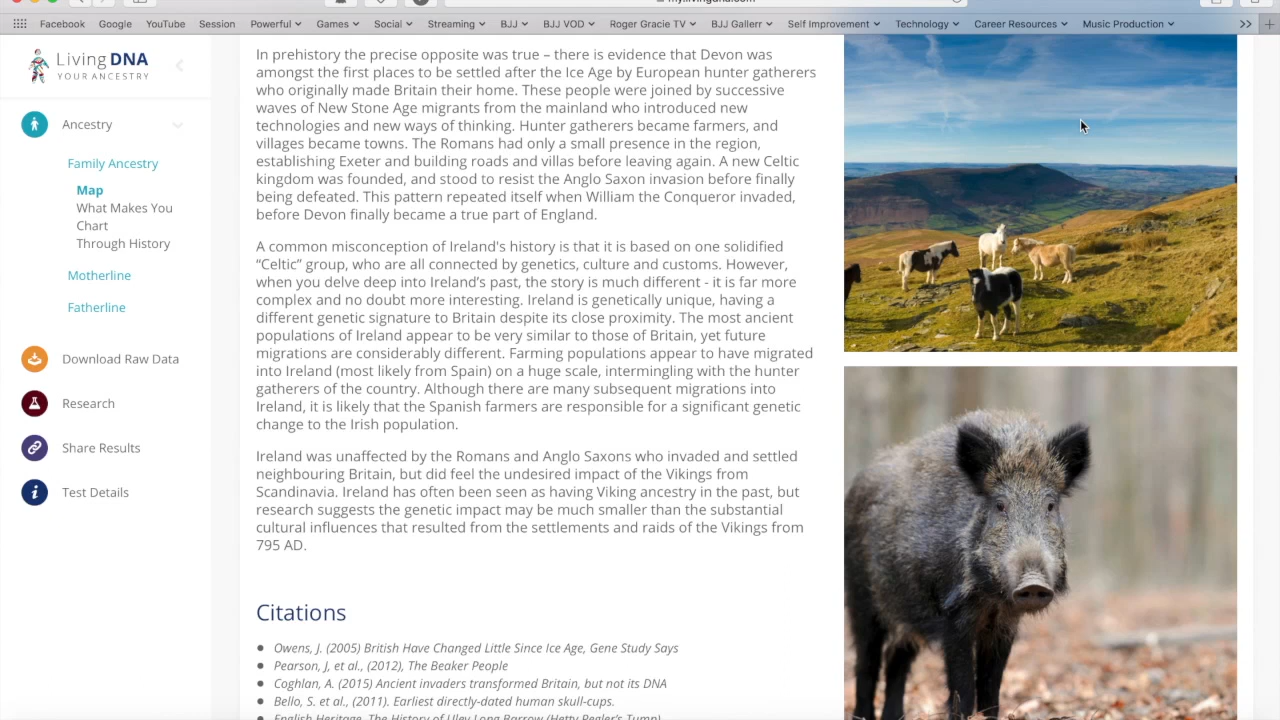 my.livingdna.com
Facebook Google YouTube Session Powerful Games Social Streaming BJJ BJJ VOD Roger Gracie TV BJJ Gallerr Self Improvement Technology Career Resources Music Production
Living DNA
YOUR ANCESTRY
Ancestry
Family Ancestry
Map
What Makes You
Chart
Through History
Motherline
Fatherline
Download Raw Data
Research
Share Results
Test Details
In prehistory the precise opposite was true – there is evidence that Devon was
amongst the first places to be settled after the Ice Age by European hunter gatherers
who originally made Britain their home. These people were joined by successive
waves of New Stone Age migrants from the mainland who introduced new
technologies and new ways of thinking. Hunter gatherers became farmers, and
villages became towns. The Romans had only a small presence in the region,
establishing Exeter and building roads and villas before leaving again. A new Celtic
kingdom was founded, and stood to resist the Anglo Saxon invasion before finally
being defeated. This pattern repeated itself when William the Conqueror invaded,
before Devon finally became a true part of England.
A common misconception of Ireland's history is that it is based on one solidified
“Celtic” group, who are all connected by genetics, culture and customs. However,
when you delve deep into Ireland’s past, the story is much different - it is far more
complex and no doubt more interesting. Ireland is genetically unique, having a
different genetic signature to Britain despite its close proximity. The most ancient
populations of Ireland appear to be very similar to those of Britain, yet future
migrations are considerably different. Farming populations appear to have migrated
into Ireland (most likely from Spain) on a huge scale, intermingling with the hunter
gatherers of the country. Although there are many subsequent migrations into
Ireland, it is likely that the Spanish farmers are responsible for a significant genetic
change to the Irish population.
Ireland was unaffected by the Romans and Anglo Saxons who invaded and settled
neighbouring Britain, but did feel the undesired impact of the Vikings from
Scandinavia. Ireland has often been seen as having Viking ancestry in the past, but
research suggests the genetic impact may be much smaller than the substantial
cultural influences that resulted from the settlements and raids of the Vikings from
795 AD.
Citations
Owens, J. (2005) British Have Changed Little Since Ice Age, Gene Study Says
Pearson, J, et al., (2012), The Beaker People
Coghlan, A. (2015) Ancient invaders transformed Britain, but not its DNA
Bello, S. et al., (2011). Earliest directly-dated human skull-cups.
English Heritage, The History of Uley Long Barrow (Hetty Pegler's Tump)